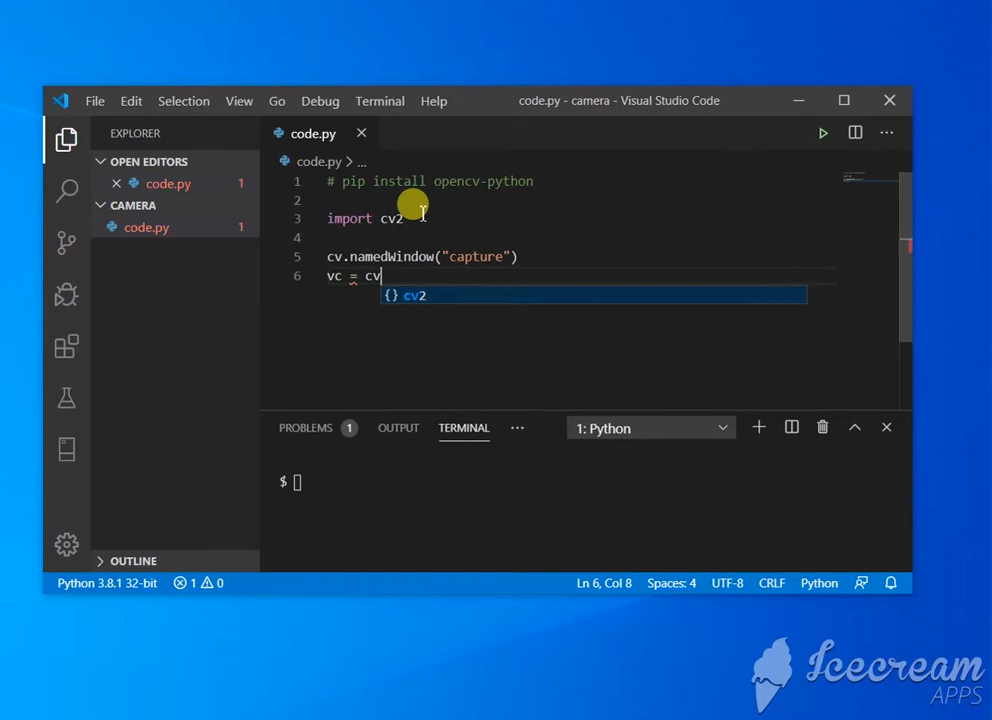 File Edit Selection View Go Debug Terminal Help code.py - camera - Visual Studio Code
EXPLORER
OPEN EDITORS
code.py 1
CAMERA
code.py 1
OUTLINE
code.py
code.py > ...
1 # pip install opencv-python
2
3 import cv2
4
5 cv.namedWindow("capture")
6 vc = cv
{} cv2
PROBLEMS 1 OUTPUT TERMINAL ... 1: Python
$
Python 3.8.1 32-bit 1 0 Ln 6, Col 8 Spaces: 4 UTF-8 CRLF Python
Icecream
APPS